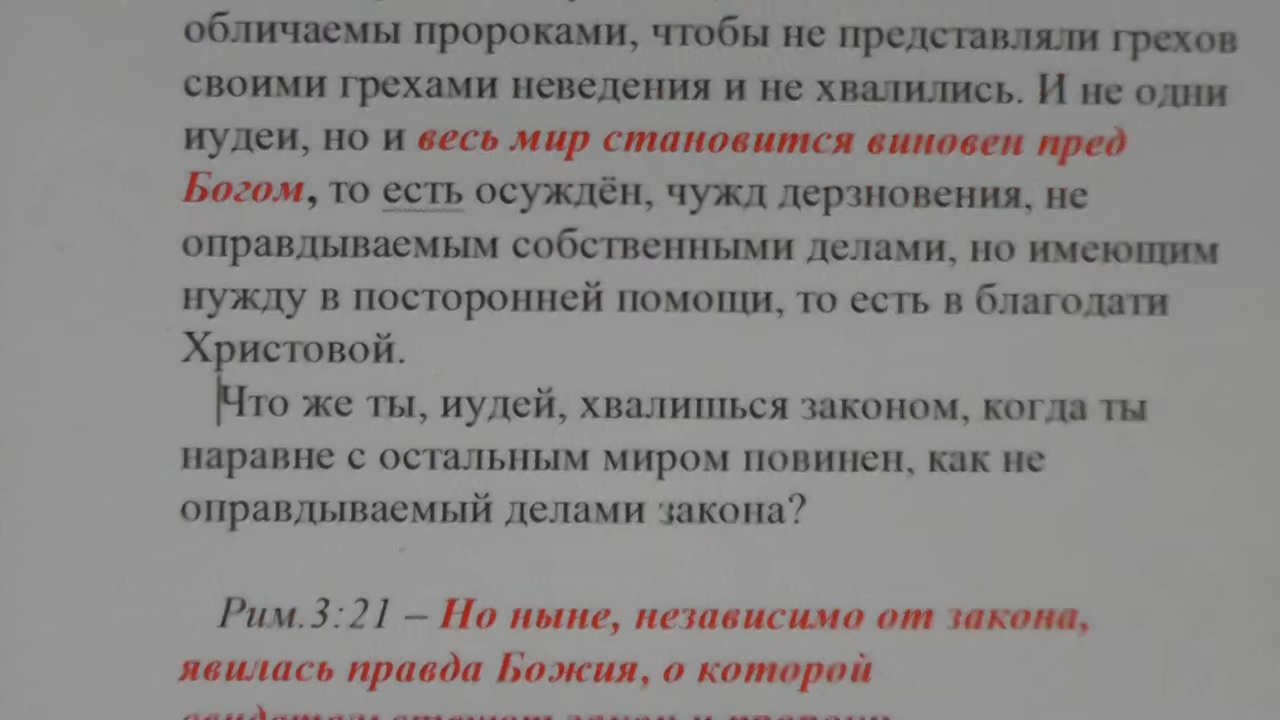 обличаемы пророками, чтобы не представляли грехов
своими грехами неведения и не хвалились. И не одни
иудеи, но и весь мир становится виновен пред
Богом, то есть осуждён, чужд дерзновения, не
оправдываемым собственными делами, но имеющим
нужду в посторонней помощи, то есть в благодати
Христовой.
Что же ты, иудей, хвалишься законом, когда ты
наравне с остальным миром повинен, как не
оправдываемый делами закона?
Рим.3:21 – Но ныне, независимо от закона,
явилась правда Божия, о которой